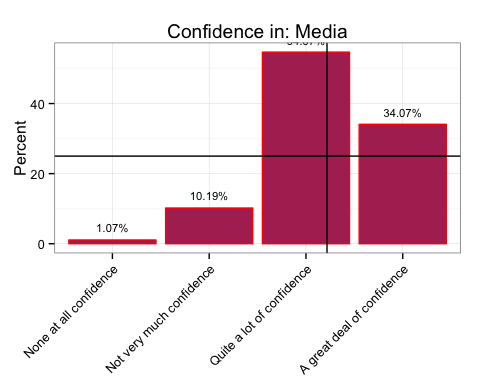 Confidence in: Media
Percent
40
20
0
1.07%
10.19%
34.07%
None at all confidence
Not very much confidence
Quite a lot of confidence
A great deal of confidence